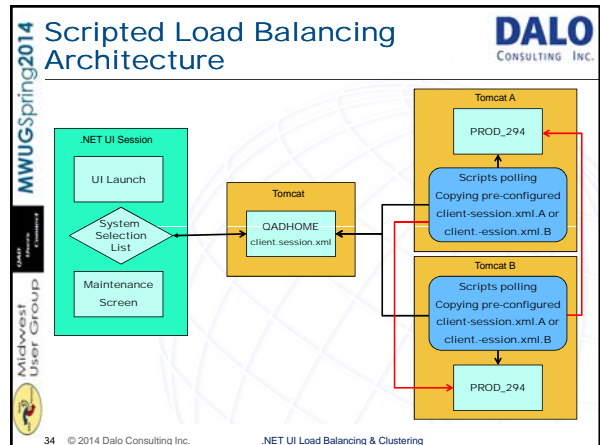 Scripted Load Balancing
Architecture
DALO
CONSULTING INC.
MWUGSpring2014
QAD
Users
Connect
Midwest
User Group
.NET UI Session
UI Launch
System
Selection
List
Maintenance
Screen
Tomcat
QADHOME
client.session.xml
Tomcat A
PROD_294
Scripts polling
Copying pre-configured
client-session.xml.A or
client.-ession.xml.B
Tomcat B
Scripts polling
Copying pre-configured
client-session.xml.A or
client.-ession.xml.B
PROD_294
34 © 2014 Dalo Consulting Inc.
.NET UI Load Balancing & Clustering